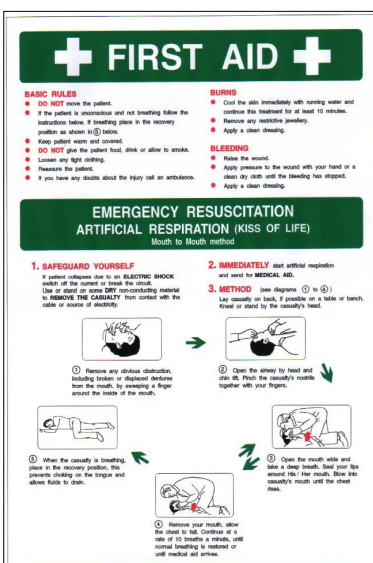 FIRST AID
BASIC RULES
DO NOT move the patient.
If the patient is unconscious and not breathing follow the
instructions below. If breathing place in the recovery
position as shown in ⑤ below.
Keep patient warm and covered.
DO NOT give the patient food, drink or allow to smoke.
Loosen any tight clothing.
Reassure the patient.
If you have any doubts about the injury call an ambulance.
BURNS
Cool the skin immediately with running water and
continue this treatment for at least 10 minutes.
Remove any restrictive jewellery.
Apply a clean dressing.
BLEEDING
Raise the wound.
Apply pressure to the wound with your hand or a
clean dry cloth until the bleeding has stopped.
Apply a clean dressing.
EMERGENCY RESUSCITATION
ARTIFICIAL RESPIRATION (KISS OF LIFE)
Mouth to Mouth method
1. SAFEGUARD YOURSELF
If patient collapses due to an ELECTRIC SHOCK
switch off the current or break the circuit.
Use or stand on some DRY non-conducting material
to REMOVE THE CASUALTY from contact with the
cable or source of electricity.
2. IMMEDIATELY start artificial respiration
and send for MEDICAL AID.
3. METHOD (see diagrams ① to ④)
Lay casualty on back, if possible on a table or bench.
Kneel or stand by the casualty's head.
① Remove any obvious obstruction,
including broken or displaced dentures
from the mouth, by sweeping a finger
around the inside of the mouth.
② Open the airway by head and
chin lift. Pinch the casualty's nostrils
together with your fingers.
③ Open the mouth wide and
take a deep breath. Seal your lips
around His / Her mouth. Blow into
casualty's mouth until the chest
rises.
④ Remove your mouth, allow
the chest to fall. Continue at a
rate of 10 breaths a minute, until
normal breathing is restored or
until medical aid arrives.
⑤ When the casualty is breathing,
place in the recovery position, this
prevents choking on the tongue and
allows fluids to drain.